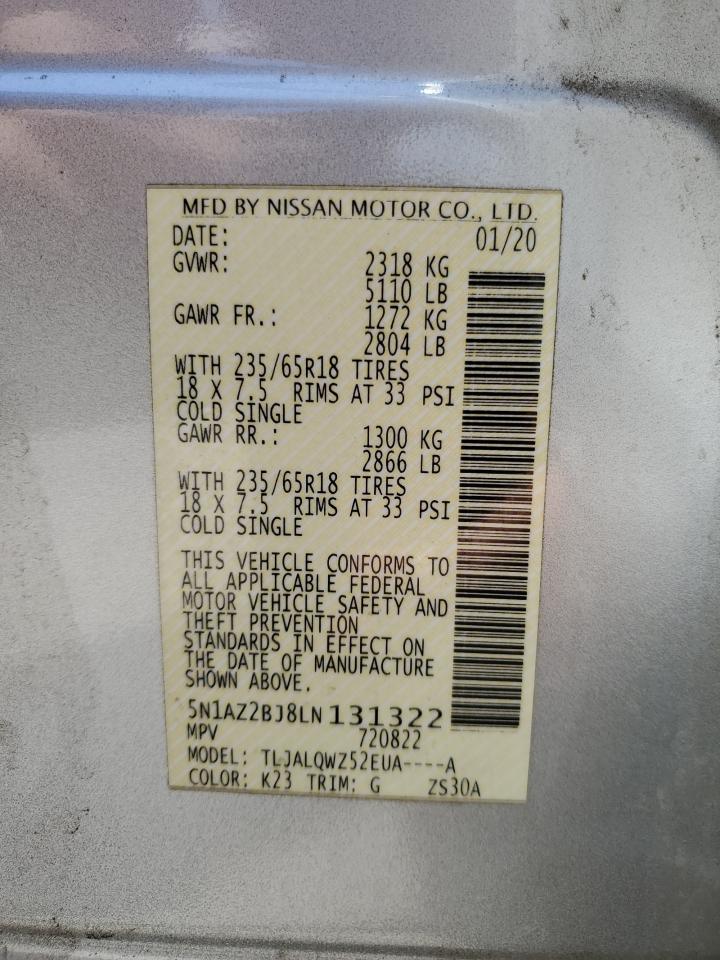 MFD BY NISSAN MOTOR CO., LTD.
DATE: 01/20
GVWR: 2318 KG
5110 LB
GAWR FR.: 1272 KG
2804 LB
WITH 235/65R18 TIRES
18 X 7.5 RIMS AT 33 PSI
COLD SINGLE
GAWR RR.: 1300 KG
2866 LB
WITH 235/65R18 TIRES
18 X 7.5 RIMS AT 33 PSI
COLD SINGLE
THIS VEHICLE CONFORMS TO
ALL APPLICABLE FEDERAL
MOTOR VEHICLE SAFETY AND
THEFT PREVENTION
STANDARDS IN EFFECT ON
THE DATE OF MANUFACTURE
SHOWN ABOVE.
5N1AZ2BJ8LN131322
MPV 720822
MODEL: TLJALQWZ52EUA----A
COLOR: K23 TRIM: G ZS30A